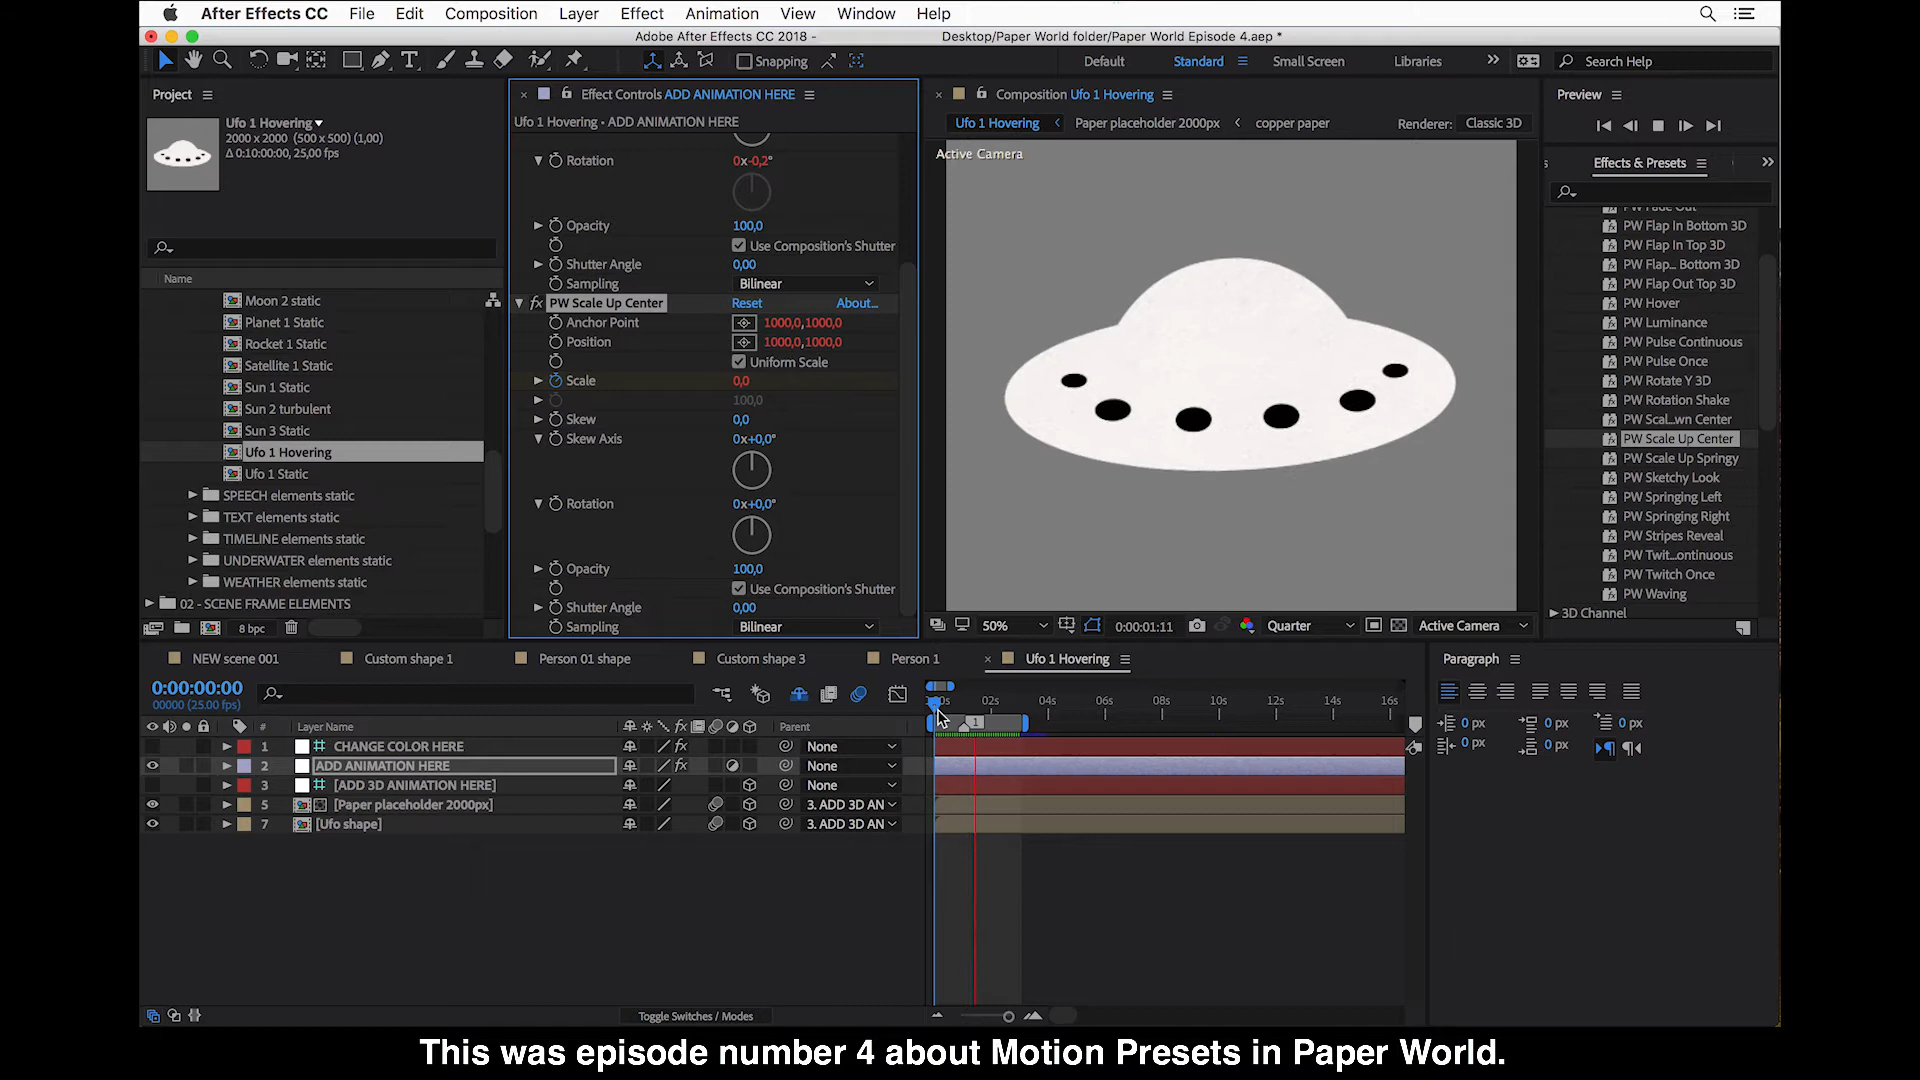 After Effects CC File Edit Composition Layer Effect Animation View Window Help
Adobe After Effects CC 2018 - Desktop/Paper World folder/Paper World Episode 4.aep *
Snapping Default Standard Small Screen Libraries Search Help
Project
Ufo 1 Hovering
2000 x 2000 (500 x 500) (1,00)
Δ 0:10:00:00, 25,00 fps
Name
Moon 2 static
Planet 1 Static
Rocket 1 Static
Satellite 1 Static
Sun 1 Static
Sun 2 turbulent
Sun 3 Static
Ufo 1 Hovering
Ufo 1 Static
SPEECH elements static
TEXT elements static
TIMELINE elements static
UNDERWATER elements static
WEATHER elements static
02 - SCENE FRAME ELEMENTS
8 bpc
Effect Controls ADD ANIMATION HERE
Ufo 1 Hovering • ADD ANIMATION HERE
Rotation 0x-0,2°
Opacity 100,0
Use Composition's Shutter
Shutter Angle 0,00
Sampling Bilinear
fx PW Scale Up Center Reset About...
Anchor Point 1000,0,1000,0
Position 1000,0,1000,0
Uniform Scale
Scale 0,0
100,0
Skew 0,0
Skew Axis 0x+0,0°
Rotation 0x+0,0°
Opacity 100,0
Use Composition's Shutter
Shutter Angle 0,00
Sampling Bilinear
Composition Ufo 1 Hovering
Ufo 1 Hovering Paper placeholder 2000px copper paper Renderer: Classic 3D
Active Camera
50% 0:00:01:11 Quarter Active Camera
Preview
Effects & Presets
PW Fade Out
PW Flap In Bottom 3D
PW Flap In Top 3D
PW Flap... Bottom 3D
PW Flap Out Top 3D
PW Hover
PW Luminance
PW Pulse Continuous
PW Pulse Once
PW Rotate Y 3D
PW Rotation Shake
PW Scal...wn Center
PW Scale Up Center
PW Scale Up Springy
PW Sketchy Look
PW Springing Left
PW Springing Right
PW Stripes Reveal
PW Twit...ontinuous
PW Twitch Once
PW Waving
3D Channel
NEW scene 001 Custom shape 1 Person 01 shape Custom shape 3 Person 1 Ufo 1 Hovering
0:00:00:00
00000 (25.00 fps)
02s 04s 06s 08s 10s 12s 14s 16s
# Layer Name fx Parent
1
1 CHANGE COLOR HERE fx None
2 ADD ANIMATION HERE fx None
3 [ADD 3D ANIMATION HERE] None
5 [Paper placeholder 2000px] 3. ADD 3D AN
7 [Ufo shape] 3. ADD 3D AN
Toggle Switches / Modes
Paragraph
0 px 0 px 0 px
0 px 0 px
This was episode number 4 about Motion Presets in Paper World.